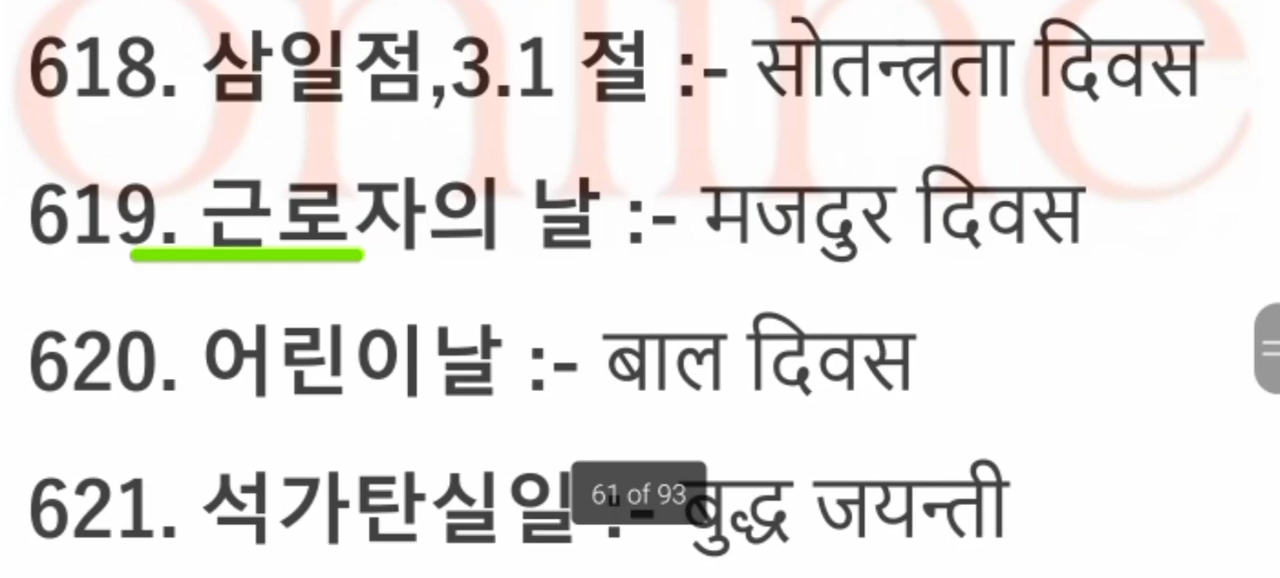 online
618. 삼일점,3.1 절 :- सोतन्त्रता दिवस
619. 근로자의 날 :- मजदुर दिवस
620. 어린이날 :- बाल दिवस
621. 석가탄실일 :- बुद्ध जयन्ती
61 of 93